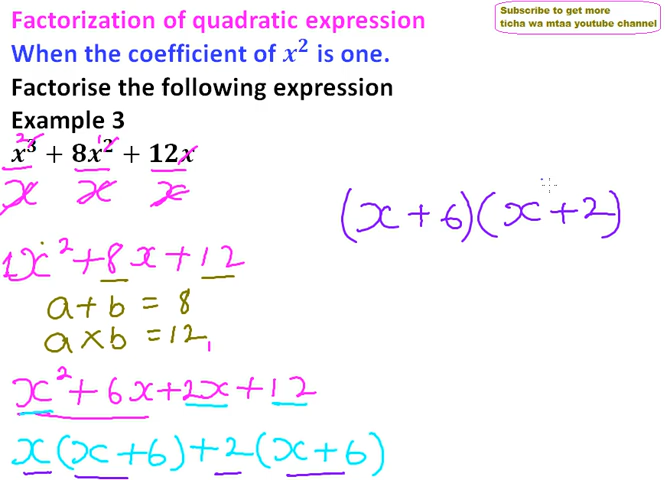 Factorization of quadratic expression
Subscribe to get more
ticha wa mtaa youtube channel
When the coefficient of x² is one.
Factorise the following expression
Example 3
x³ + 8x² + 12x
2 1
x x x
(x + 6)(x + 2)
1x² + 8x + 12
a + b = 8
a × b = 12,
x² + 6x + 2x + 12
x(x + 6) + 2(x + 6)